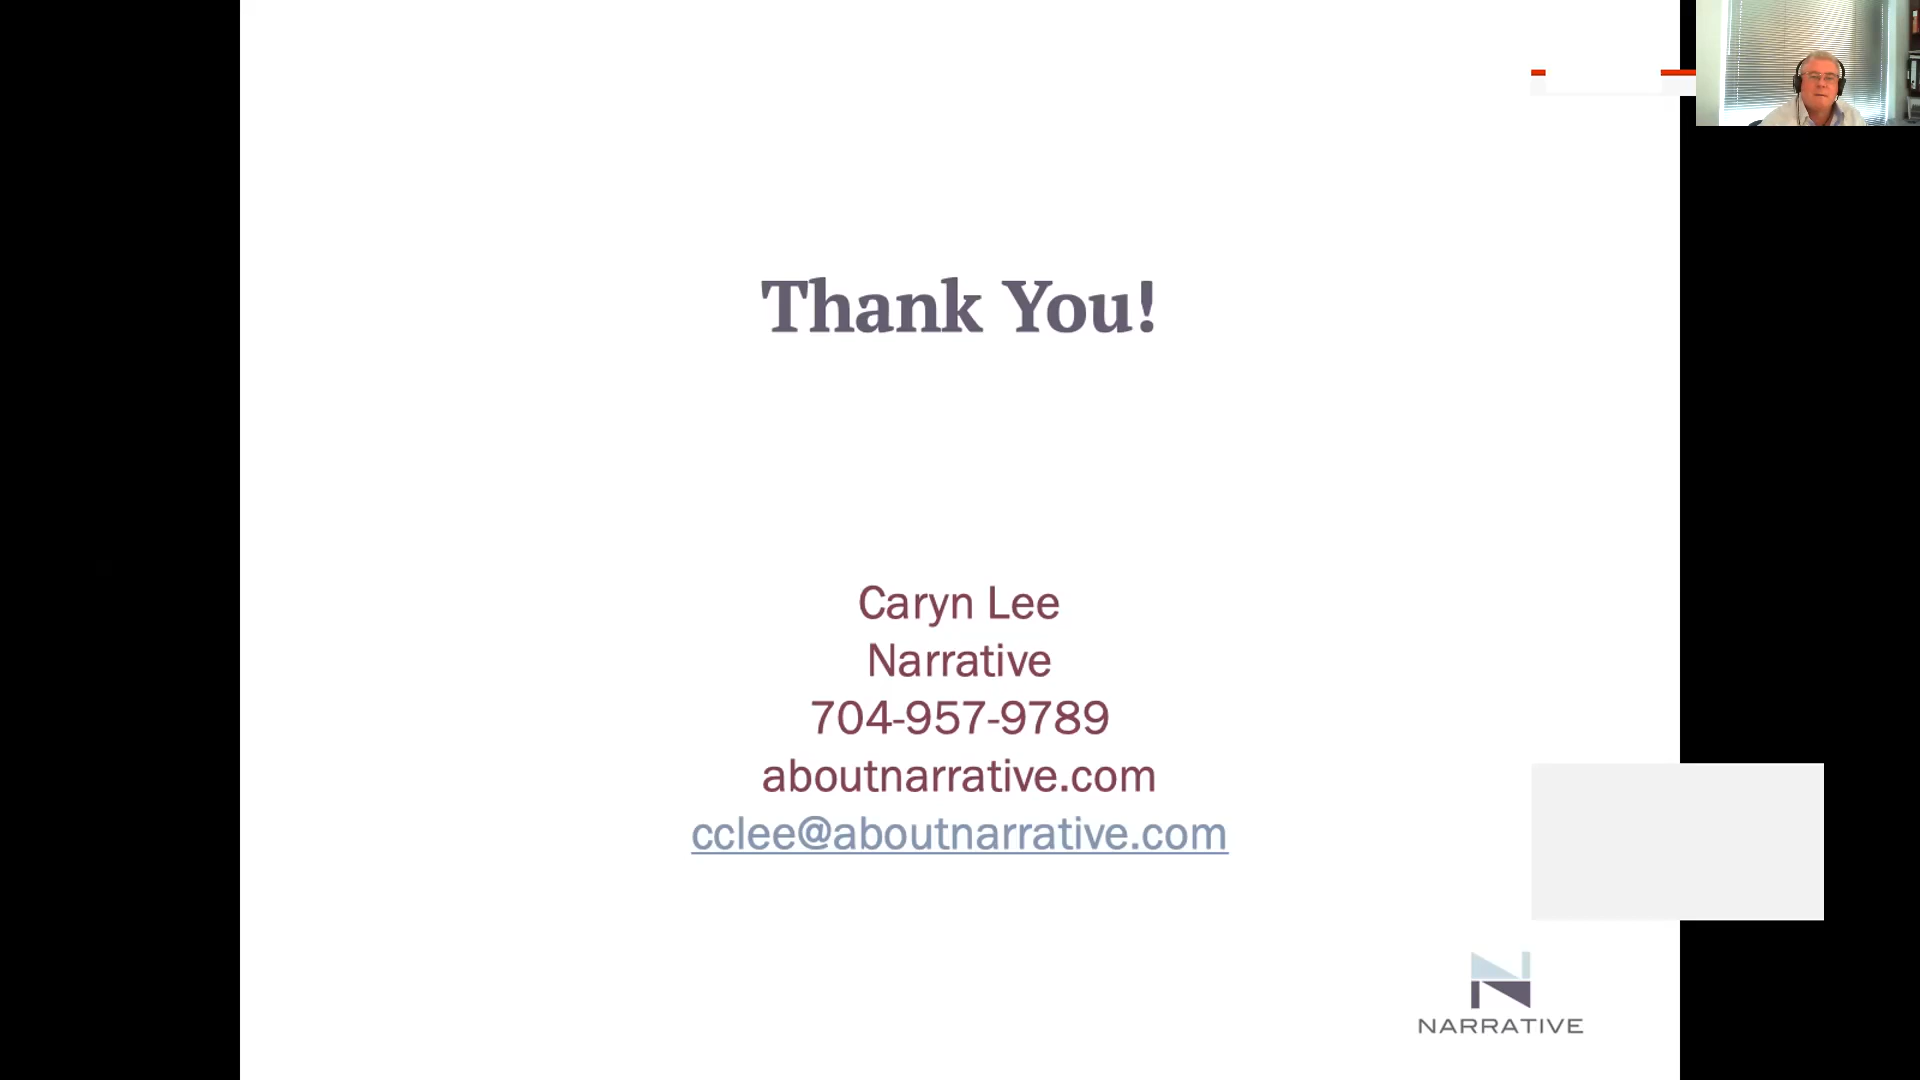 Thank You!
Caryn Lee
Narrative
704-957-9789
aboutnarrative.com
cclee@aboutnarrative.com
NARRATIVE